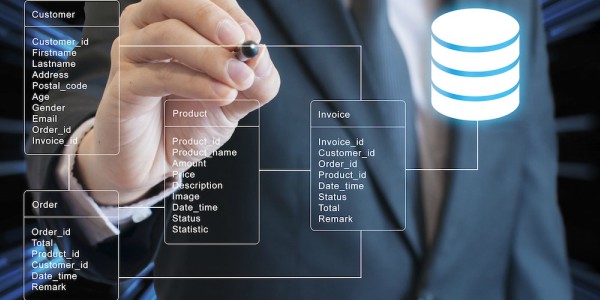 Customer
Customer_id
Firstname
Lastname
Address
Postal_code
Age
Gender
Email
Order_id
Invoice_id
Product
Product_id
Product_name
Amount
Price
Description
Image
Date_time
Status
Statistic
Invoice
Invoice_id
Customer_id
Order_id
Product_id
Date_time
Status
Total
Remark
Order
Order_id
Total
Product_id
Customer_id
Date_time
Remark